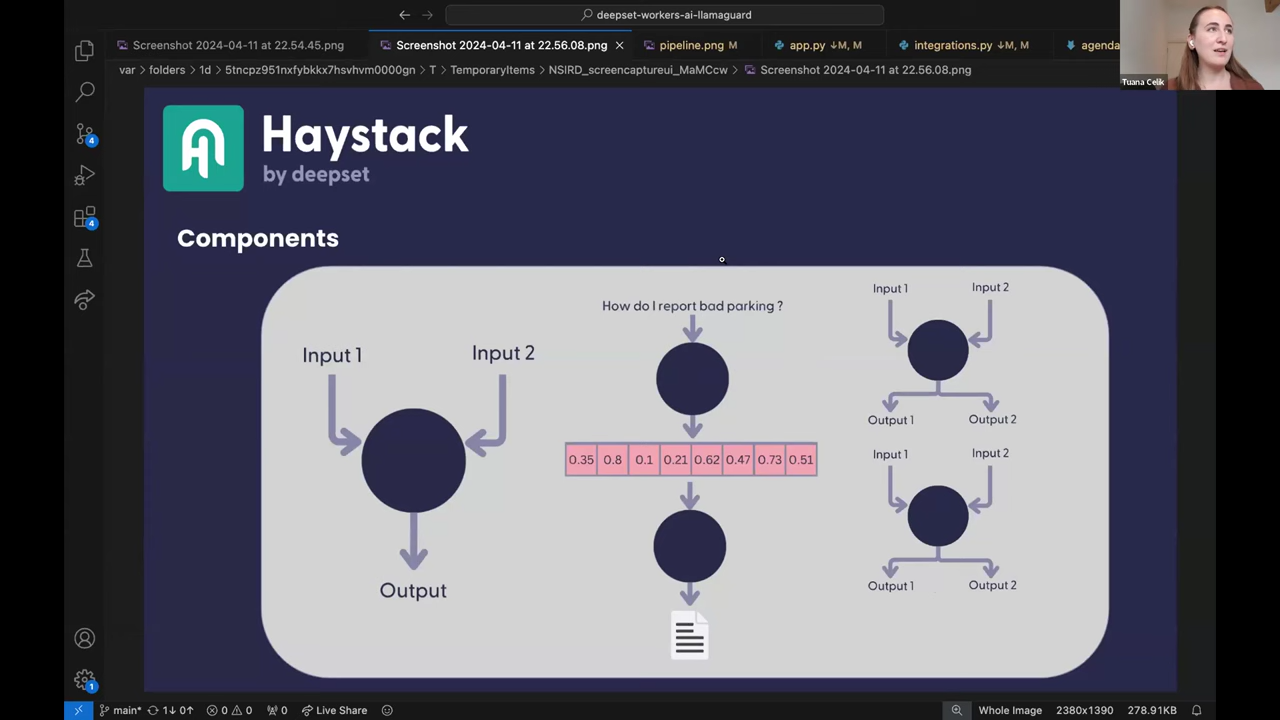 deepset-workers-ai-llamaguard
Screenshot 2024-04-11 at 22.54.45.png
Screenshot 2024-04-11 at 22.56.08.png
pipeline.png M
app.py M
integrations.py M
agenda
var > folders > 1d > 5tncpz951nxfybkkx7hsvhvm0000gn > T > TemporaryItems > NSIRD_screencaptureui_MaMCcw > Screenshot 2024-04-11 at 22.56.08.png
Tuana Celik
Haystack
by deepset
Components
Input 1
Input 2
Output
How do I report bad parking ?
0.35 0.8 0.1 0.21 0.62 0.47 0.73 0.51
Input 1
Input 2
Output 1
Output 2
Input 1
Input 2
Output 1
Output 2
4
4
1
main* 1↓ 0↑ 0 0 0 Live Share
Whole Image 2380x1390 278.91KB